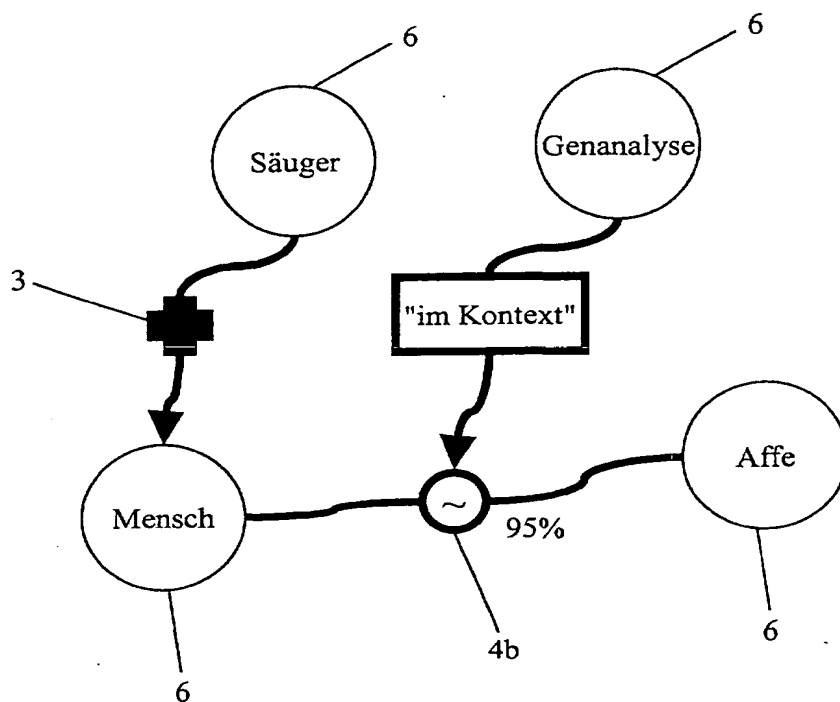 6
6
Säuger
Genanalyse
3
"im Kontext"
Affe
Mensch
~
95%
4b
6
6